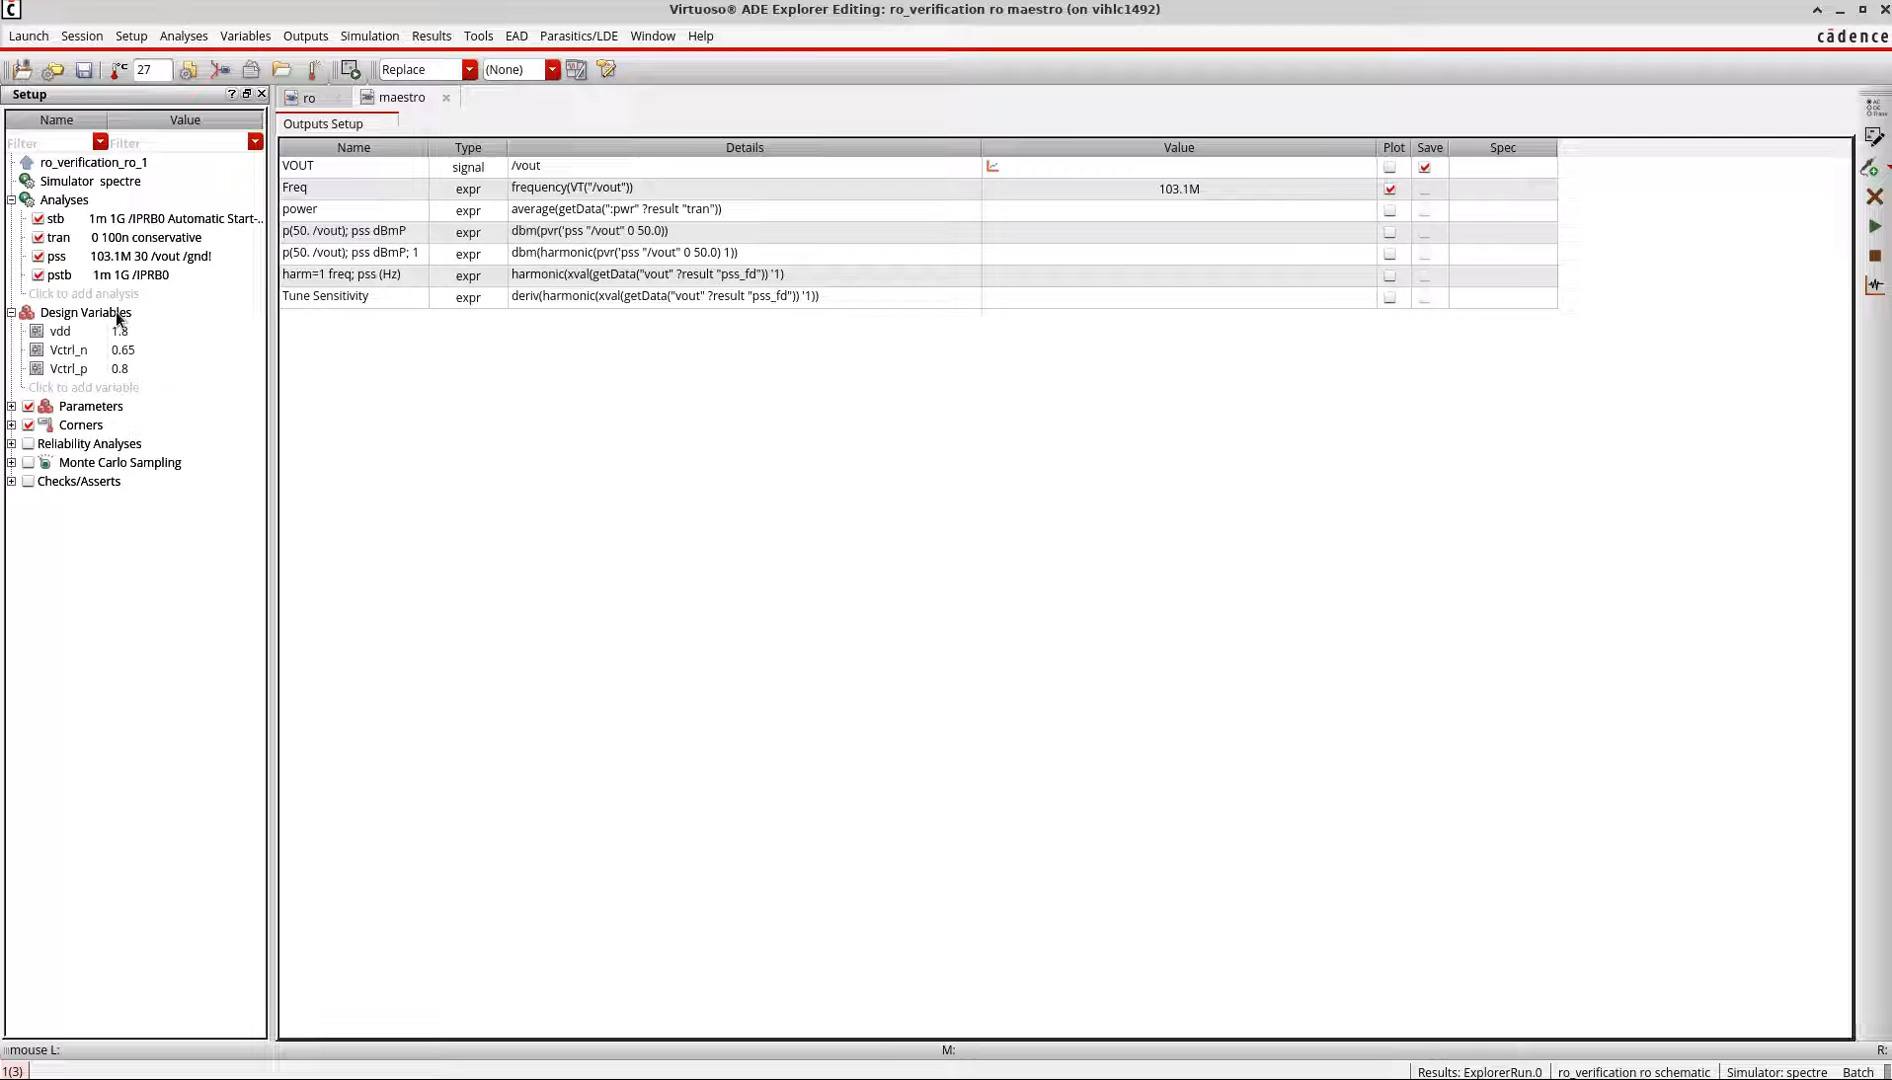 Virtuoso® ADE Explorer Editing: ro_verification ro maestro (on vihlc1492)
Launch Session Setup Analyses Variables Outputs Simulation Results Tools EAD Parasitics/LDE Window Help
cādence
°C 27 Replace (None)
Setup ?
ro maestro
Outputs Setup
Name Value
Filter Filter
ro_verification_ro_1
Simulator spectre
Analyses
stb 1m 1G /IPRB0 Automatic Start-..
tran 0 100n conservative
pss 103.1M 30 /vout /gnd!
pstb 1m 1G /IPRB0
Click to add analysis
Design Variables
vdd 1.8
Vctrl_n 0.65
Vctrl_p 0.8
Click to add variable
Parameters
Corners
Reliability Analyses
Monte Carlo Sampling
Checks/Asserts
Name Type Details Value Plot Save Spec
VOUT signal /vout
Freq expr frequency(VT("/vout")) 103.1M
power expr average(getData(":pwr" ?result "tran"))
p(50. /vout); pss dBmP expr dbm(pvr('pss "/vout" 0 50.0))
p(50. /vout); pss dBmP; 1 expr dbm(harmonic(pvr('pss "/vout" 0 50.0) 1))
harm=1 freq; pss (Hz) expr harmonic(xval(getData("vout" ?result "pss_fd")) '1)
Tune Sensitivity expr deriv(harmonic(xval(getData("vout" ?result "pss_fd")) '1))
mouse L: M: R:
1(3) Results: ExplorerRun.0 ro_verification ro schematic Simulator: spectre Batch